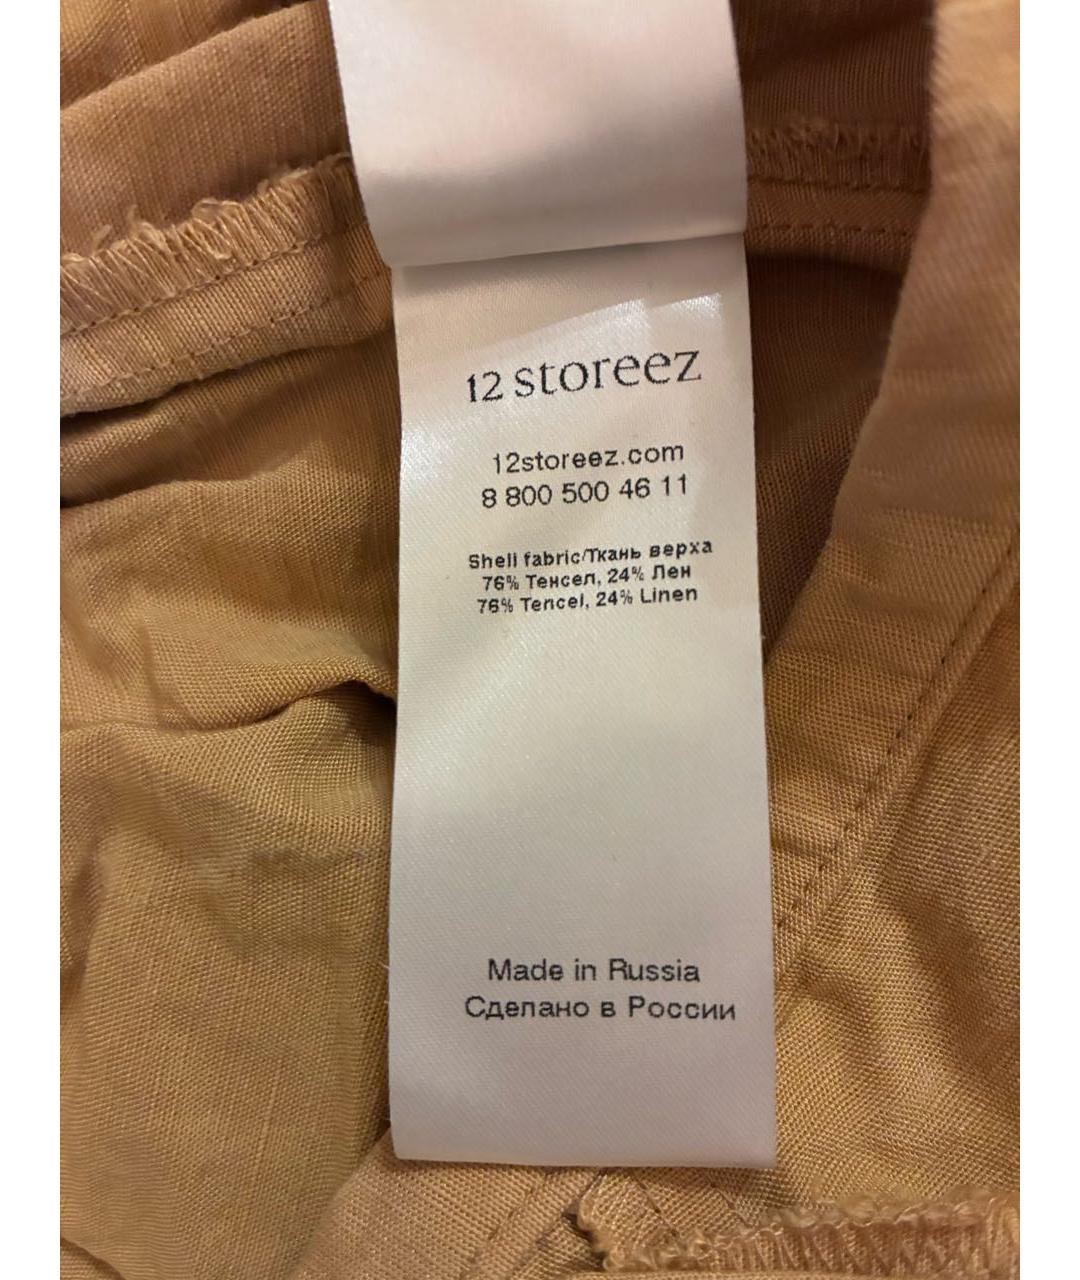 12 storeez
12storeez.com
8 800 500 46 11
Shell fabric/Ткань верха
76% Тенсел, 24% Лен
76% Tencel, 24% Linen
Made in Russia
Сделано в России